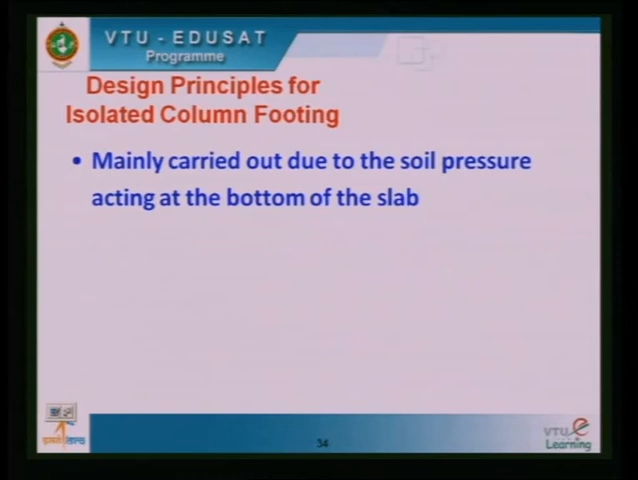 VTU - EDUSAT
Programme
Design Principles for
Isolated Column Footing
• Mainly carried out due to the soil pressure
acting at the bottom of the slab
34
VTU e
Learning